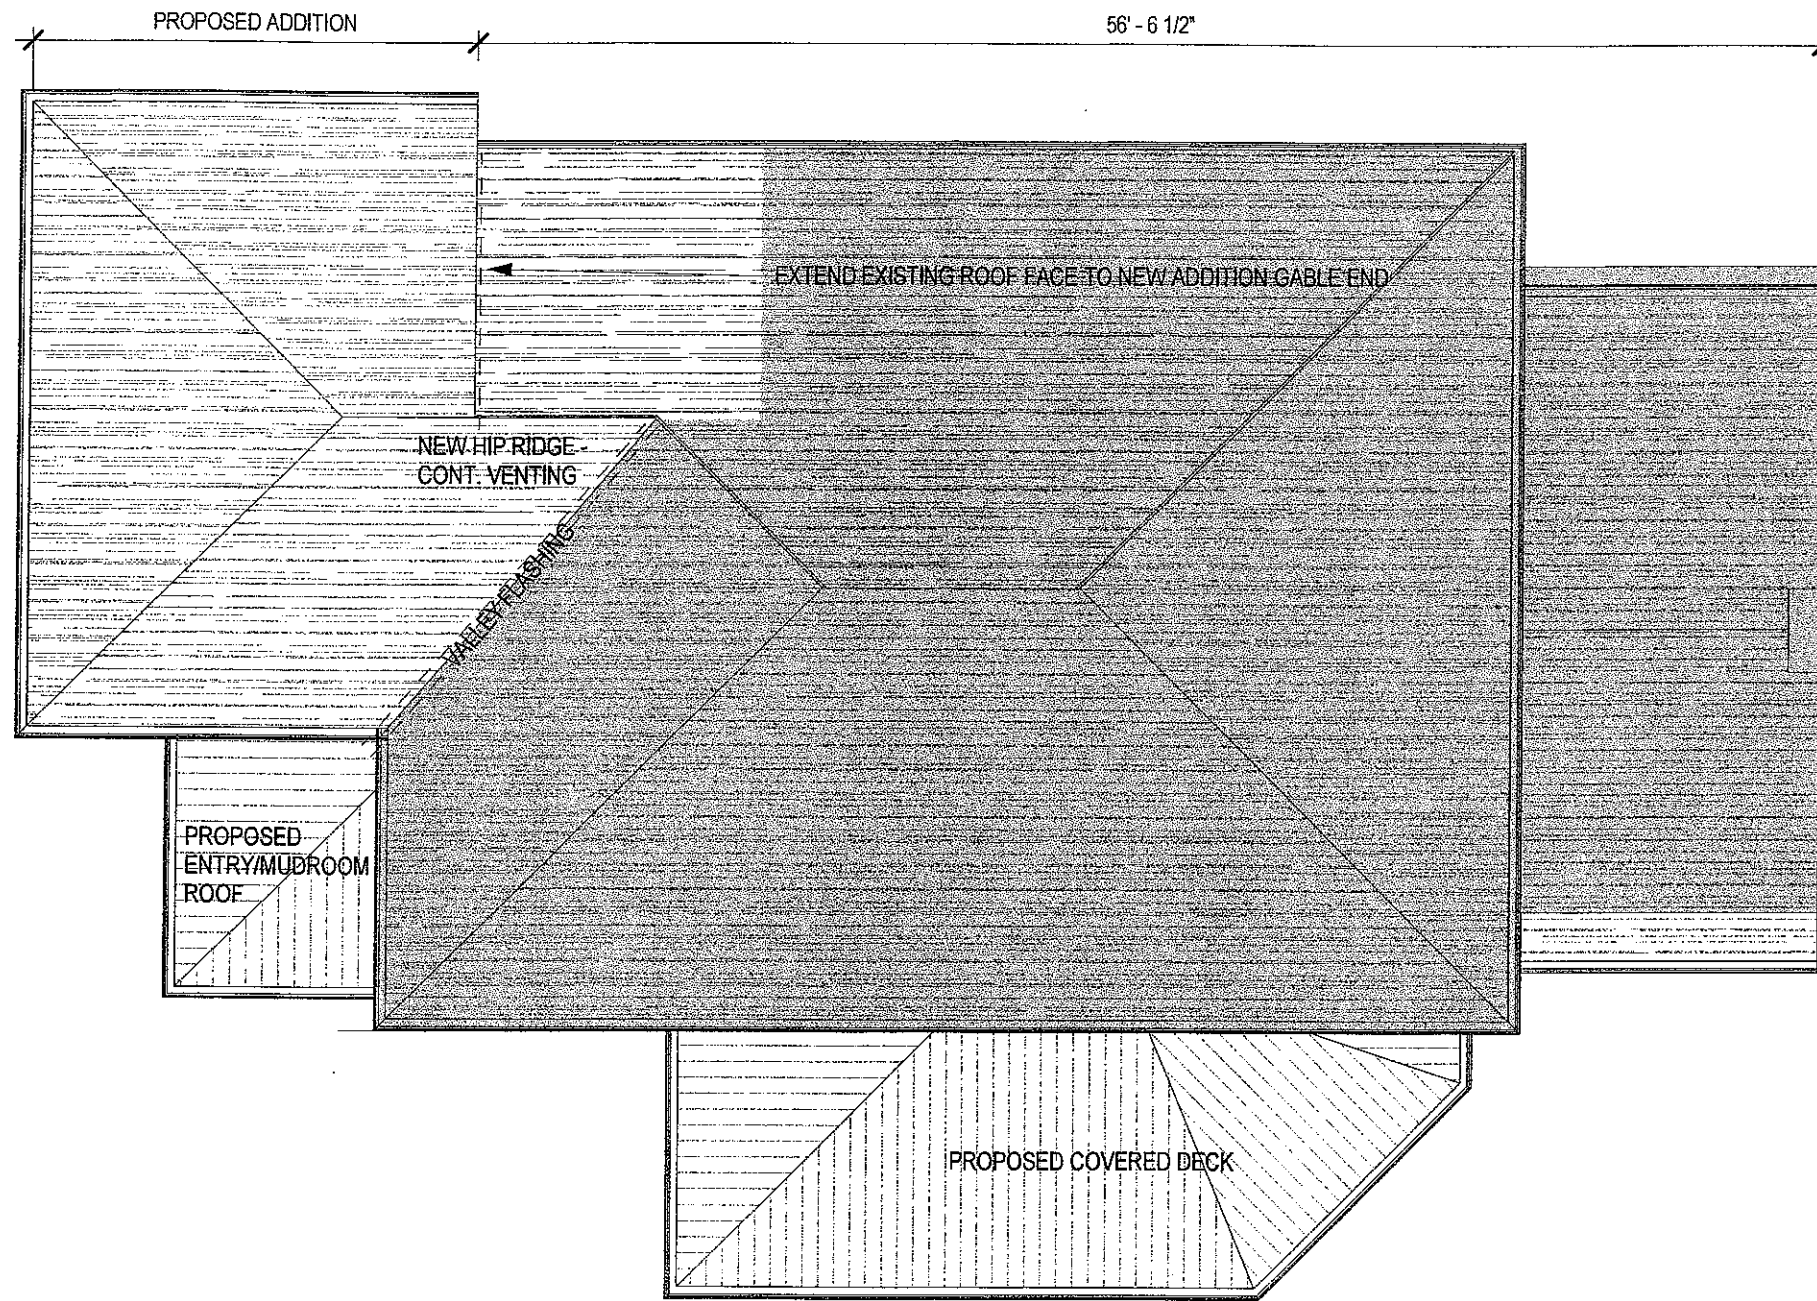 PROPOSED ADDITION
56' - 6 1/2"
EXTEND EXISTING ROOF FACE TO NEW ADDITION GABLE END
NEW HIP RIDGE -
CONT. VENTING
VALLEY FLASHING
PROPOSED
ENTRY/MUDROOM
ROOF
PROPOSED COVERED DECK